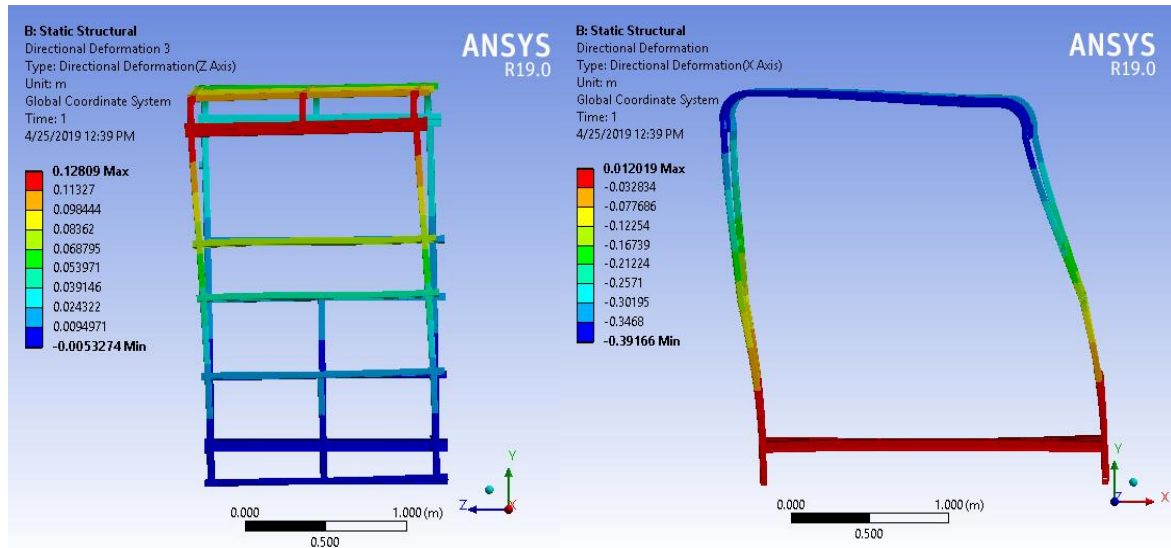 B: Static Structural
Directional Deformation 3
Type: Directional Deformation(Z Axis)
Unit: m
Global Coordinate System
Time: 1
4/25/2019 12:39 PM
ANSYS
R19.0
0.12809 Max
0.11327
0.098444
0.08362
0.068795
0.053971
0.039146
0.024322
0.0094971
-0.0053274 Min
Y
Z
X
0.000
1.000 (m)
0.500
B: Static Structural
Directional Deformation
Type: Directional Deformation(X Axis)
Unit: m
Global Coordinate System
Time: 1
4/25/2019 12:39 PM
ANSYS
R19.0
0.012019 Max
-0.032834
-0.077686
-0.12254
-0.16739
-0.21224
-0.2571
-0.30195
-0.3468
-0.39166 Min
Y
Z
X
0.000
1.000 (m)
0.500